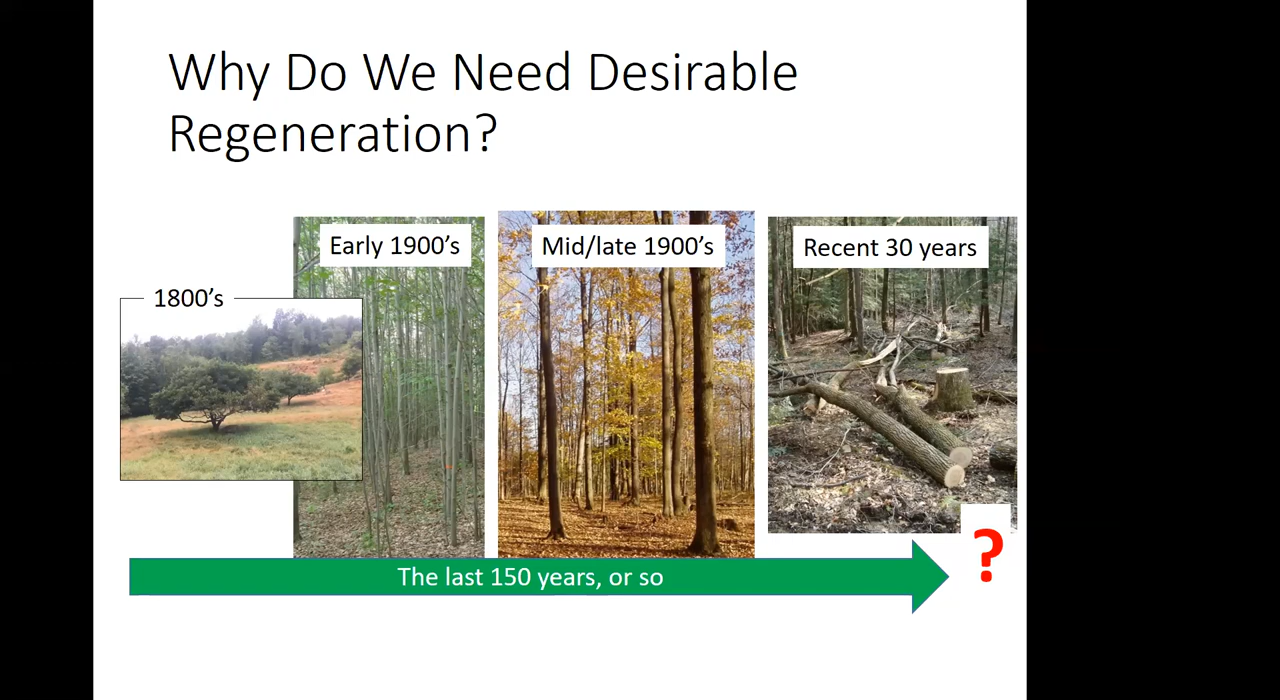 Why Do We Need Desirable
Regeneration?
1800's
Early 1900's
Mid/late 1900's
Recent 30 years
The last 150 years, or so
?